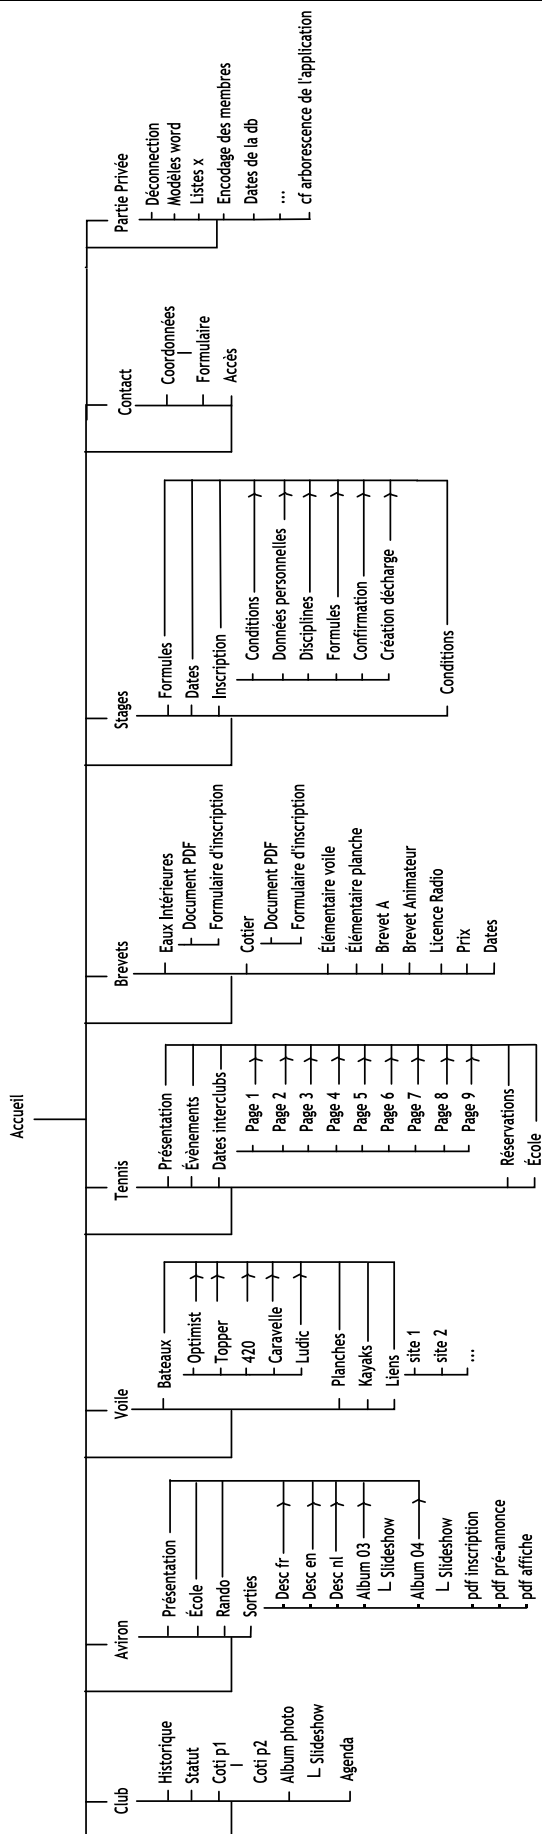 Accueil
Club
Historique
Statut
Coti p1
Coti p2
Album photo
Slideshow
Agenda
Aviron
Présentation
École
Rando
Sorties
Desc fr
Desc en
Desc nl
Album 03
Slideshow
Album 04
Slideshow
pdf inscription
pdf pré-annonce
pdf affiche
Voile
Bateaux
Optimist
Topper
420
Caravelle
Ludic
Planches
Kayaks
Liens
site 1
site 2
...
Tennis
Présentation
Évènements
Dates interclubs
Page 1
Page 2
Page 3
Page 4
Page 5
Page 6
Page 7
Page 8
Page 9
Réservations
École
Brevets
Eaux Intérieures
Document PDF
Formulaire d'inscription
Cotier
Document PDF
Formulaire d'inscription
Élémentaire voile
Élémentaire planche
Brevet A
Brevet Animateur
Licence Radio
Prix
Dates
Stages
Formules
Dates
Inscription
Conditions
Données personnelles
Disciplines
Formules
Confirmation
Création décharge
Conditions
Contact
Coordonnées
Formulaire
Accès
Partie Privée
Déconnection
Modèles word
Listes x
Encodage des membres
Dates de la db
...
cf arborescence de l'application